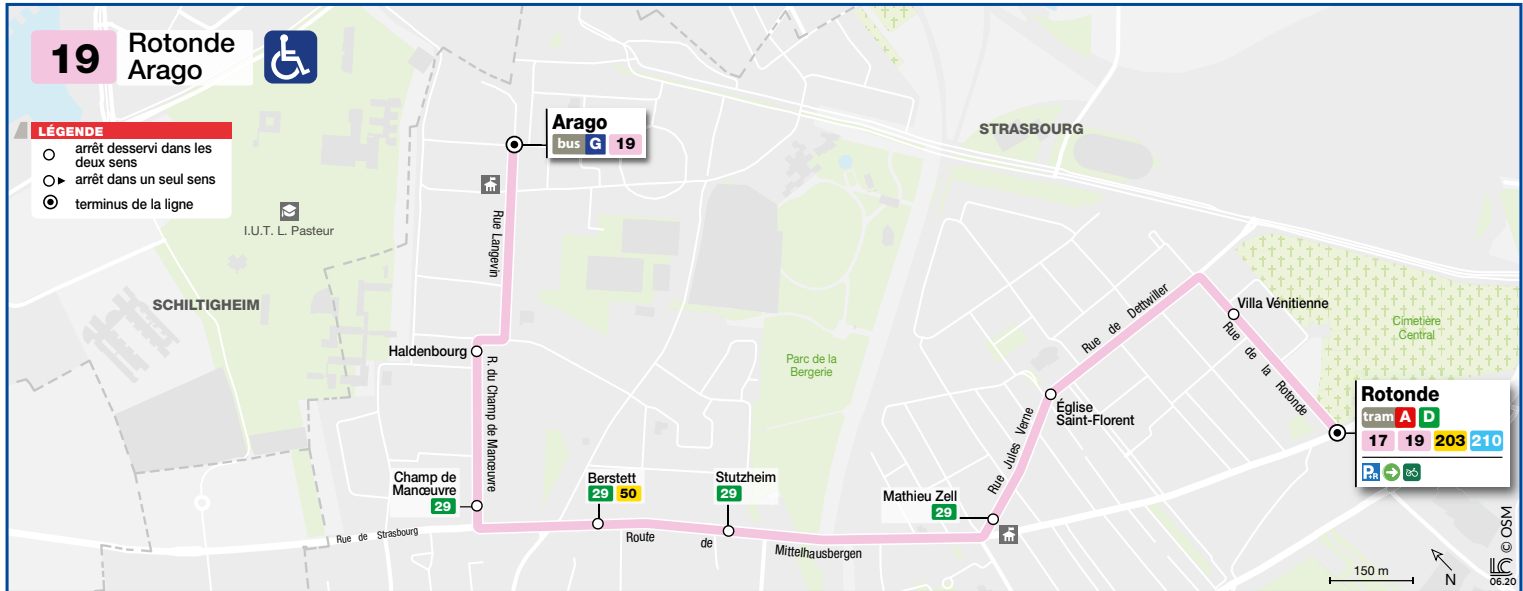 19
Rotonde
Arago
LÉGENDE
arrêt desservi dans les
deux sens
arrêt dans un seul sens
terminus de la ligne
I.U.T. L. Pasteur
SCHILTIGHEIM
STRASBOURG
Arago
bus G 19
Rue Langevin
Haldenbourg
R. du Champ de Manœuvre
Champ de
Manœuvre
29
Rue de Strasbourg
Berstett
29 50
Stutzheim
29
Route de Mittelhausbergen
Parc de la
Bergerie
Mathieu Zell
29
Rue Jules Verne
Église
Saint-Florent
Rue de Dettwiller
Villa Vénitienne
Rue de la Rotonde
Cimetière
Central
Rotonde
tram A D
17 19 203 210
P+R
150 m
N
LC 06.20 © OSM